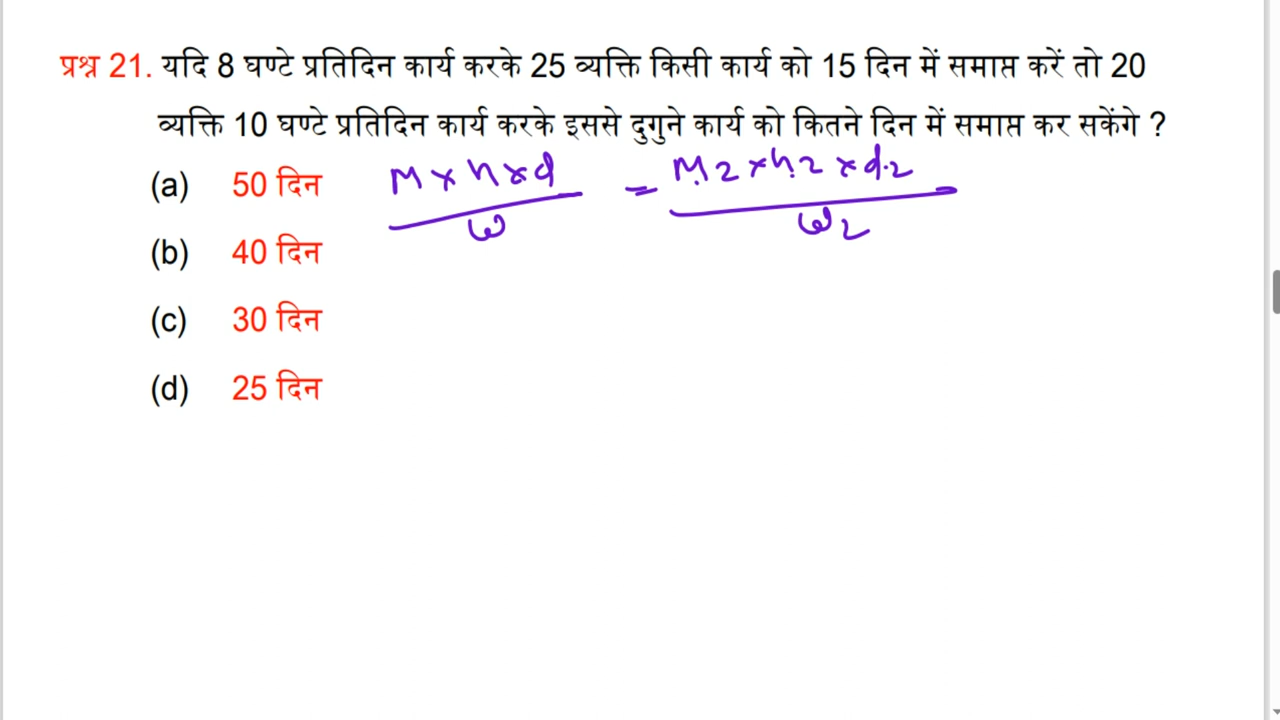 प्रश्न 21. यदि 8 घण्टे प्रतिदिन कार्य करके 25 व्यक्ति किसी कार्य को 15 दिन में समाप्त करें तो 20
व्यक्ति 10 घण्टे प्रतिदिन कार्य करके इससे दुगुने कार्य को कितने दिन में समाप्त कर सकेंगे ?
(a) 50 दिन
M × h × d / w = M2 × h2 × d2 / w2
(b) 40 दिन
(c) 30 दिन
(d) 25 दिन